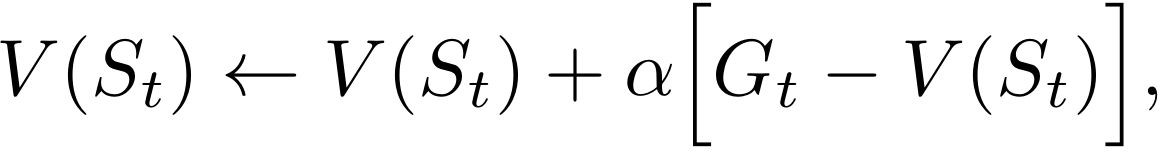 V(S_t) ← V(S_t) + α[G_t − V(S_t)],